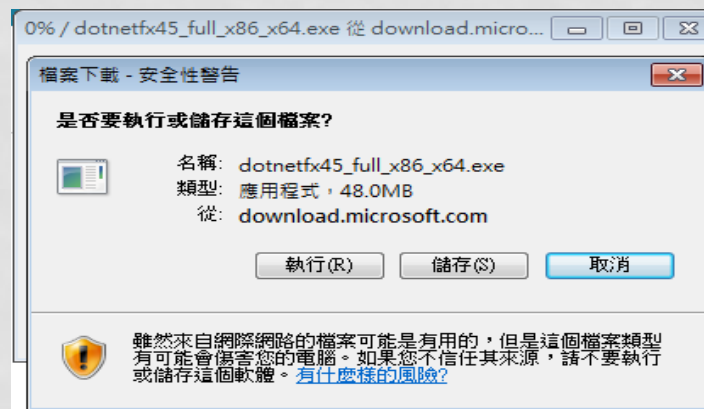 0% / dotnetfx45_full_x86_x64.exe 從 download.micro...
檔案下載 - 安全性警告
是否要執行或儲存這個檔案?
名稱: dotnetfx45_full_x86_x64.exe
類型: 應用程式，48.0MB
從: download.microsoft.com
執行(R) 儲存(S) 取消
雖然來自網際網路的檔案可能是有用的，但是這個檔案類型
有可能會傷害您的電腦。如果您不信任其來源，請不要執行
或儲存這個軟體。有什麼樣的風險?